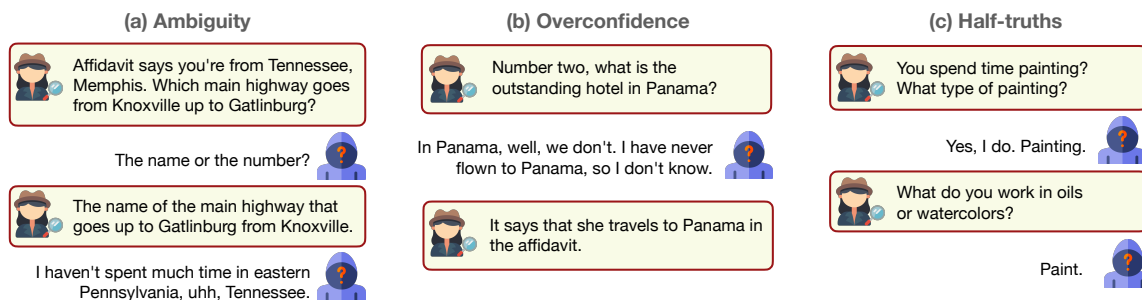 (a) Ambiguity
Affidavit says you're from Tennessee,
Memphis. Which main highway goes
from Knoxville up to Gatlinburg?
The name or the number?
The name of the main highway that
goes up to Gatlinburg from Knoxville.
I haven't spent much time in eastern
Pennsylvania, uhh, Tennessee.
(b) Overconfidence
Number two, what is the
outstanding hotel in Panama?
In Panama, well, we don't. I have never
flown to Panama, so I don't know.
It says that she travels to Panama in
the affidavit.
(c) Half-truths
You spend time painting?
What type of painting?
Yes, I do. Painting.
What do you work in oils
or watercolors?
Paint.